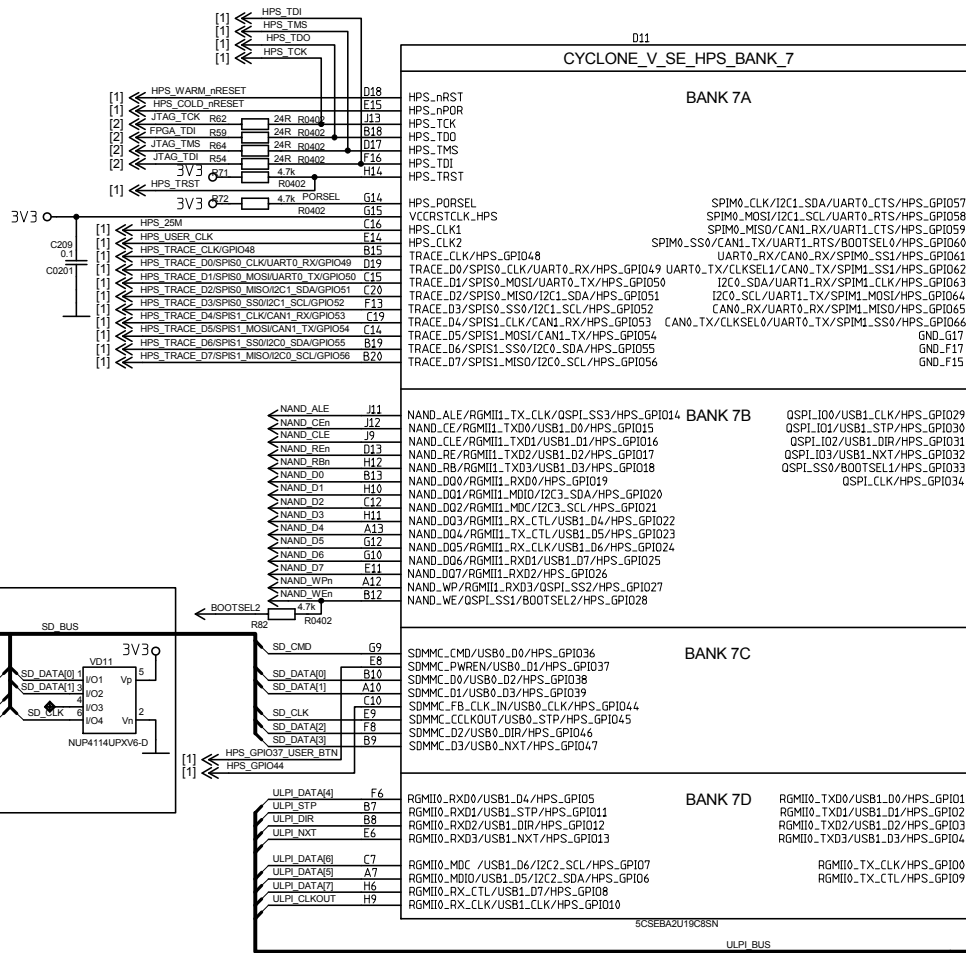 [1] HPS_TDI
[1] HPS_TMS
[1] HPS_TDO
[1] HPS_TCK
D11
CYCLONE_V_SE_HPS_BANK_7
BANK 7A
[1] HPS_WARM_nRESET D18 HPS_nRST
[1] HPS_COLD_nRESET E15 HPS_nPOR
[2] JTAG_TCK R62 24R R0402 J13 HPS_TCK
[2] FPGA_TDI R59 24R R0402 B18 HPS_TDO
[2] JTAG_TMS R64 24R R0402 D17 HPS_TMS
[2] JTAG_TDI R54 24R R0402 F16 HPS_TDI
3V3 R71 4.7k R0402 H14 HPS_TRST
[1] HPS_TRST
3V3 R72 4.7k R0402 PORSEL G14 HPS_PORSEL SPIM0_CLK/I2C1_SDA/UART0_CTS/HPS_GPIO57
3V3 G15 VCCRSTCLK_HPS SPIM0_MOSI/I2C1_SCL/UART0_RTS/HPS_GPIO58
[1] HPS_25M C16 HPS_CLK1 SPIM0_MISO/CAN1_RX/UART1_CTS/HPS_GPIO59
[1] HPS_USER_CLK E14 HPS_CLK2 SPIM0_SS0/CAN1_TX/UART1_RTS/BOOTSEL0/HPS_GPIO60
C209
0.1
C0201
[1] HPS_TRACE_CLK/GPIO48 B15 TRACE_CLK/HPS_GPIO48 UART0_RX/CAN0_RX/SPIM0_SS1/HPS_GPIO61
[1] HPS_TRACE_D0/SPIS0_CLK/UART0_RX/GPIO49 D19 TRACE_D0/SPIS0_CLK/UART0_RX/HPS_GPIO49 UART0_TX/CLKSEL1/CAN0_TX/SPIM1_SS1/HPS_GPIO62
[1] HPS_TRACE_D1/SPIS0_MOSI/UART0_TX/GPIO50 C15 TRACE_D1/SPIS0_MOSI/UART0_TX/HPS_GPIO50 I2C0_SDA/UART1_RX/SPIM1_CLK/HPS_GPIO63
[1] HPS_TRACE_D2/SPIS0_MISO/I2C1_SDA/GPIO51 C20 TRACE_D2/SPIS0_MISO/I2C1_SDA/HPS_GPIO51 I2C0_SCL/UART1_TX/SPIM1_MOSI/HPS_GPIO64
[1] HPS_TRACE_D3/SPIS0_SS0/I2C1_SCL/GPIO52 F13 TRACE_D3/SPIS0_SS0/I2C1_SCL/HPS_GPIO52 CAN0_RX/UART0_RX/SPIM1_MISO/HPS_GPIO65
[1] HPS_TRACE_D4/SPIS1_CLK/CAN1_RX/GPIO53 C19 TRACE_D4/SPIS1_CLK/CAN1_RX/HPS_GPIO53 CAN0_TX/CLKSEL0/UART0_TX/SPIM1_SS0/HPS_GPIO66
[1] HPS_TRACE_D5/SPIS1_MOSI/CAN1_TX/GPIO54 C14 TRACE_D5/SPIS1_MOSI/CAN1_TX/HPS_GPIO54 GND_G17
[1] HPS_TRACE_D6/SPIS1_SS0/I2C0_SDA/GPIO55 B19 TRACE_D6/SPIS1_SS0/I2C0_SDA/HPS_GPIO55 GND_F17
[1] HPS_TRACE_D7/SPIS1_MISO/I2C0_SCL/GPIO56 B20 TRACE_D7/SPIS1_MISO/I2C0_SCL/HPS_GPIO56 GND_F15
BANK 7B
NAND_ALE J11 NAND_ALE/RGMII1_TX_CLK/QSPI_SS3/HPS_GPIO14 QSPI_IO0/USB1_CLK/HPS_GPIO29
NAND_CEn J12 NAND_CE/RGMII1_TXD0/USB1_D0/HPS_GPIO15 QSPI_IO1/USB1_STP/HPS_GPIO30
NAND_CLE J9 NAND_CLE/RGMII1_TXD1/USB1_D1/HPS_GPIO16 QSPI_IO2/USB1_DIR/HPS_GPIO31
NAND_REn D13 NAND_RE/RGMII1_TXD2/USB1_D2/HPS_GPIO17 QSPI_IO3/USB1_NXT/HPS_GPIO32
NAND_RBn H12 NAND_RB/RGMII1_TXD3/USB1_D3/HPS_GPIO18 QSPI_SS0/BOOTSEL1/HPS_GPIO33
NAND_D0 B13 NAND_DQ0/RGMII1_RXD0/HPS_GPIO19 QSPI_CLK/HPS_GPIO34
NAND_D1 H10 NAND_DQ1/RGMII1_MDIO/I2C3_SDA/HPS_GPIO20
NAND_D2 C12 NAND_DQ2/RGMII1_MDC/I2C3_SCL/HPS_GPIO21
NAND_D3 H11 NAND_DQ3/RGMII1_RX_CTL/USB1_D4/HPS_GPIO22
NAND_D4 A13 NAND_DQ4/RGMII1_TX_CTL/USB1_D5/HPS_GPIO23
NAND_D5 G12 NAND_DQ5/RGMII1_RX_CLK/USB1_D6/HPS_GPIO24
NAND_D6 G10 NAND_DQ6/RGMII1_RXD1/USB1_D7/HPS_GPIO25
NAND_D7 E11 NAND_DQ7/RGMII1_RXD2/HPS_GPIO26
NAND_WPn A12 NAND_WP/RGMII1_RXD3/QSPI_SS2/HPS_GPIO27
NAND_WEn B12 NAND_WE/QSPI_SS1/BOOTSEL2/HPS_GPIO28
BOOTSEL2 R82 4.7k R0402
SD_BUS
3V3
VD11
SD_DATA[0] 1 I/O1 Vp 5
SD_DATA[1] 3 I/O2
4 I/O3
SD_CLK 6 I/O4 Vn 2
NUP4114UPXV6-D
BANK 7C
SD_CMD G9 SDMMC_CMD/USB0_D0/HPS_GPIO36
E8 SDMMC_PWREN/USB0_D1/HPS_GPIO37
SD_DATA[0] B10 SDMMC_D0/USB0_D2/HPS_GPIO38
SD_DATA[1] A10 SDMMC_D1/USB0_D3/HPS_GPIO39
C10 SDMMC_FB_CLK_IN/USB0_CLK/HPS_GPIO44
SD_CLK E9 SDMMC_CCLKOUT/USB0_STP/HPS_GPIO45
SD_DATA[2] F8 SDMMC_D2/USB0_DIR/HPS_GPIO46
SD_DATA[3] B9 SDMMC_D3/USB0_NXT/HPS_GPIO47
[1] HPS_GPIO37_USER_BTN
[1] HPS_GPIO44
BANK 7D
ULPI_DATA[4] F6 RGMII0_RXD0/USB1_D4/HPS_GPIO5 RGMII0_TXD0/USB1_D0/HPS_GPIO1
ULPI_STP B7 RGMII0_RXD1/USB1_STP/HPS_GPIO11 RGMII0_TXD1/USB1_D1/HPS_GPIO2
ULPI_DIR B8 RGMII0_RXD2/USB1_DIR/HPS_GPIO12 RGMII0_TXD2/USB1_D2/HPS_GPIO3
ULPI_NXT E6 RGMII0_RXD3/USB1_NXT/HPS_GPIO13 RGMII0_TXD3/USB1_D3/HPS_GPIO4
ULPI_DATA[6] C7 RGMII0_MDC /USB1_D6/I2C2_SCL/HPS_GPIO7 RGMII0_TX_CLK/HPS_GPIO0
ULPI_DATA[5] A7 RGMII0_MDIO/USB1_D5/I2C2_SDA/HPS_GPIO6 RGMII0_TX_CTL/HPS_GPIO9
ULPI_DATA[7] H6 RGMII0_RX_CTL/USB1_D7/HPS_GPIO8
ULPI_CLKOUT H9 RGMII0_RX_CLK/USB1_CLK/HPS_GPIO10
5CSEBA2U19C8SN
ULPI_BUS